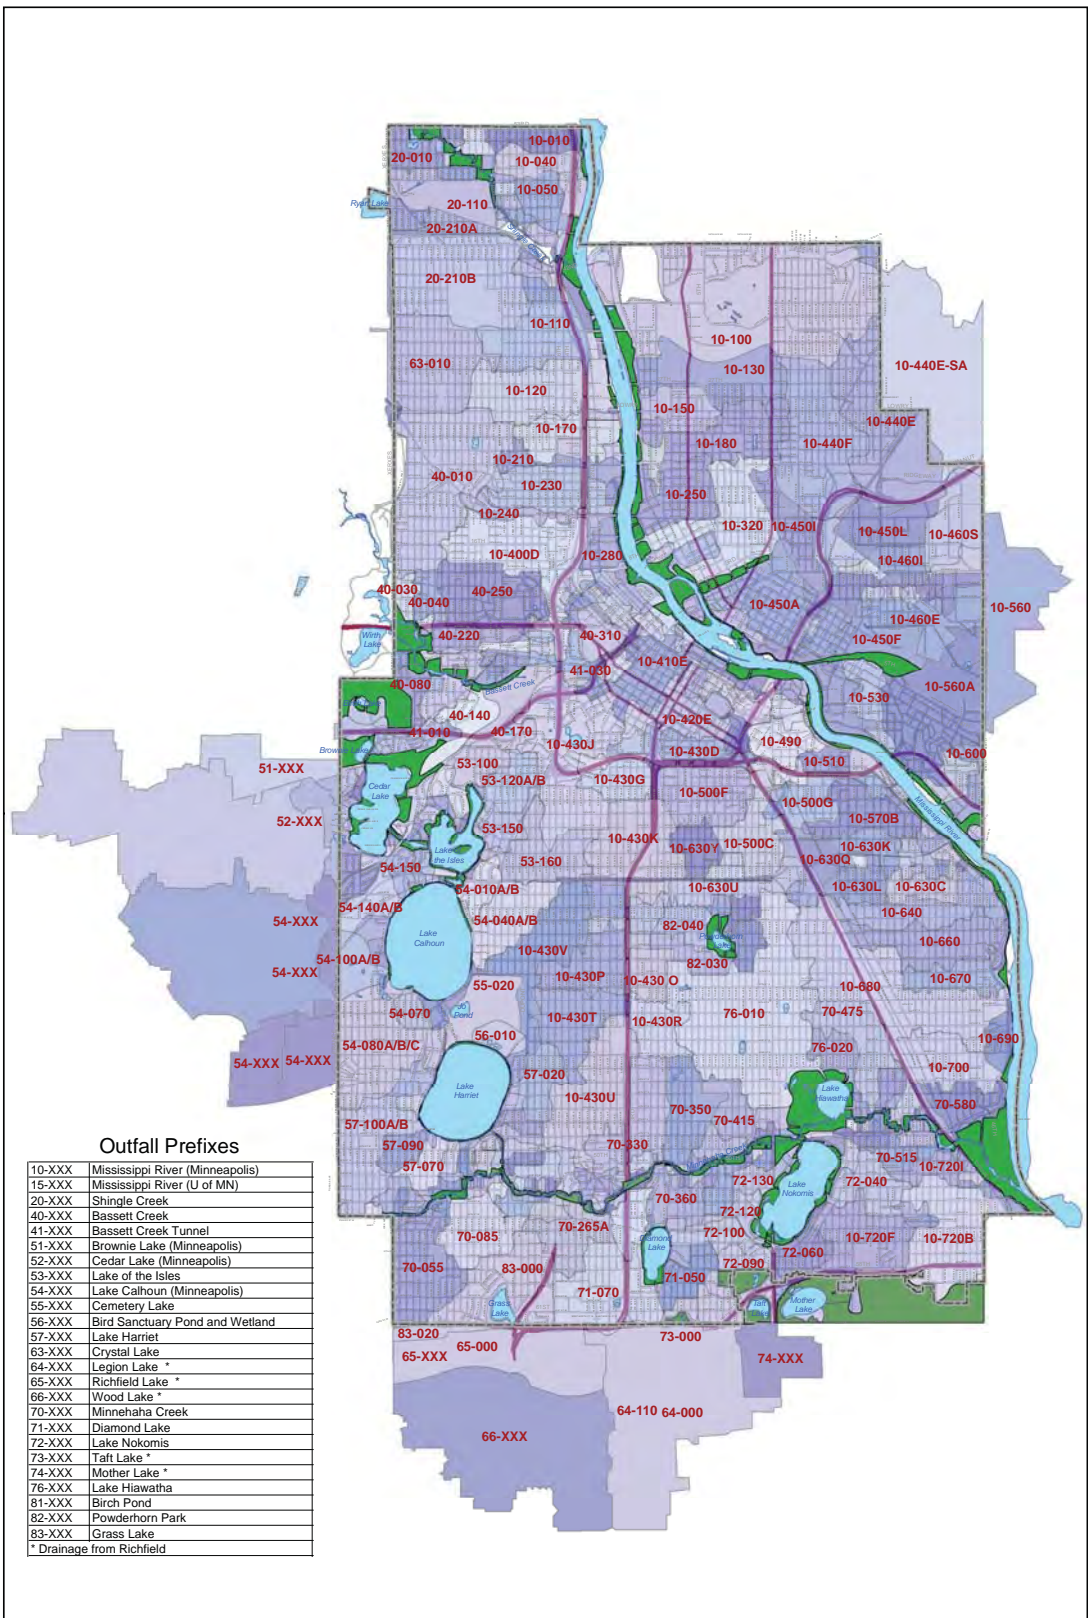 10-010
20-010
10-040
10-050
Ryan Lake
20-110
20-210A
20-210B
10-110
10-100
63-010
10-130
10-440E-SA
10-120
10-150
10-170
10-440E
10-180
10-440F
10-210
40-010
10-230
10-250
10-240
10-320
10-450I
10-450L
10-460S
10-400D
10-280
10-460I
40-030
40-040
40-250
10-450A
10-560
10-460E
40-220
40-310
10-450F
Wirth
Lake
10-410E
41-030
40-080
Bassett Creek
10-560A
10-530
40-140
10-420E
41-010
40-170
10-430J
10-490
Brownie Lake
10-430D
10-600
53-100
10-510
51-XXX
53-120A/B
10-430G
Cedar
Lake
10-500F
10-500G
Mississippi River
52-XXX
53-150
10-570B
10-430K
10-630Y
10-500C
10-630K
Lake
the Isles
53-160
10-630Q
54-150
54-010A/B
10-630U
10-630L
10-630C
54-140A/B
54-XXX
54-040A/B
82-040
10-640
Lake
Calhoun
10-430V
10-660
54-100A/B
82-030
54-XXX
10-430P
10-430 O
10-670
55-020
10-680
54-070
Jo
Pond
10-430T
10-430R
76-010
70-475
56-010
54-080A/B/C
76-020
10-690
54-XXX
54-XXX
10-700
57-020
Lake
Harriet
10-430U
Lake
Hiawatha
70-350
70-580
57-100A/B
70-415
57-090
70-330
70-515
57-070
10-720I
72-130
72-040
Lake
Nokomis
70-360
72-120
70-265A
72-100
70-085
10-720F
10-720B
Diamond
Lake
72-060
72-090
70-055
83-000
71-050
71-070
Grass
Lake
Taft
Lake
Mother
Lake
83-020
73-000
65-000
65-XXX
74-XXX
64-110
64-000
66-XXX
Outfall Prefixes
10-XXX Mississippi River (Minneapolis)
15-XXX Mississippi River (U of MN)
20-XXX Shingle Creek
40-XXX Bassett Creek
41-XXX Bassett Creek Tunnel
51-XXX Brownie Lake (Minneapolis)
52-XXX Cedar Lake (Minneapolis)
53-XXX Lake of the Isles
54-XXX Lake Calhoun (Minneapolis)
55-XXX Cemetery Lake
56-XXX Bird Sanctuary Pond and Wetland
57-XXX Lake Harriet
63-XXX Crystal Lake
64-XXX Legion Lake *
65-XXX Richfield Lake *
66-XXX Wood Lake *
70-XXX Minnehaha Creek
71-XXX Diamond Lake
72-XXX Lake Nokomis
73-XXX Taft Lake *
74-XXX Mother Lake *
76-XXX Lake Hiawatha
81-XXX Birch Pond
82-XXX Powderhorn Park
83-XXX Grass Lake
* Drainage from Richfield